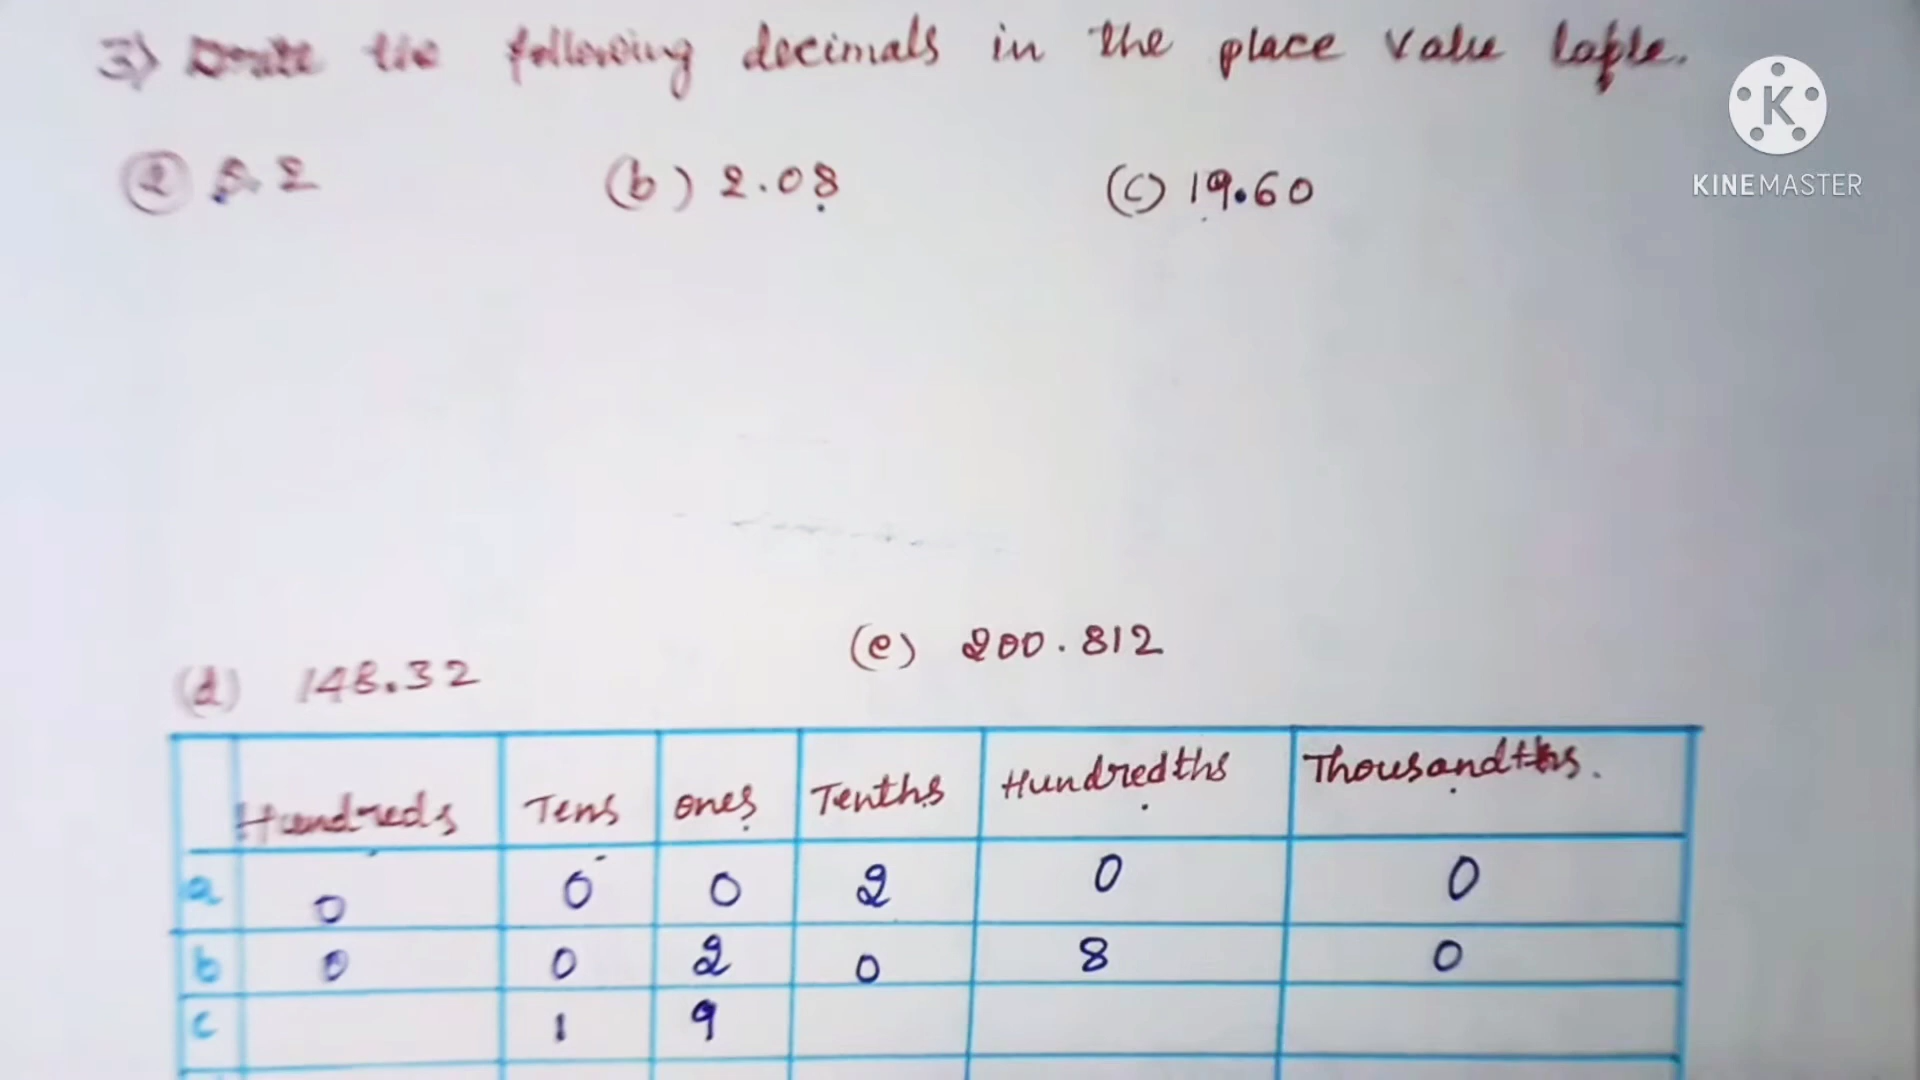 3) Write the following decimals in the place value table.
(a) 0.2 (b) 2.08 (c) 19.60
KINEMASTER
(d) 148.32 (e) 200.812
Hundreds Tens ones Tenths Hundredths Thousandths.
a 0 0 0 2 0 0
b 0 0 2 0 8 0
c 1 9